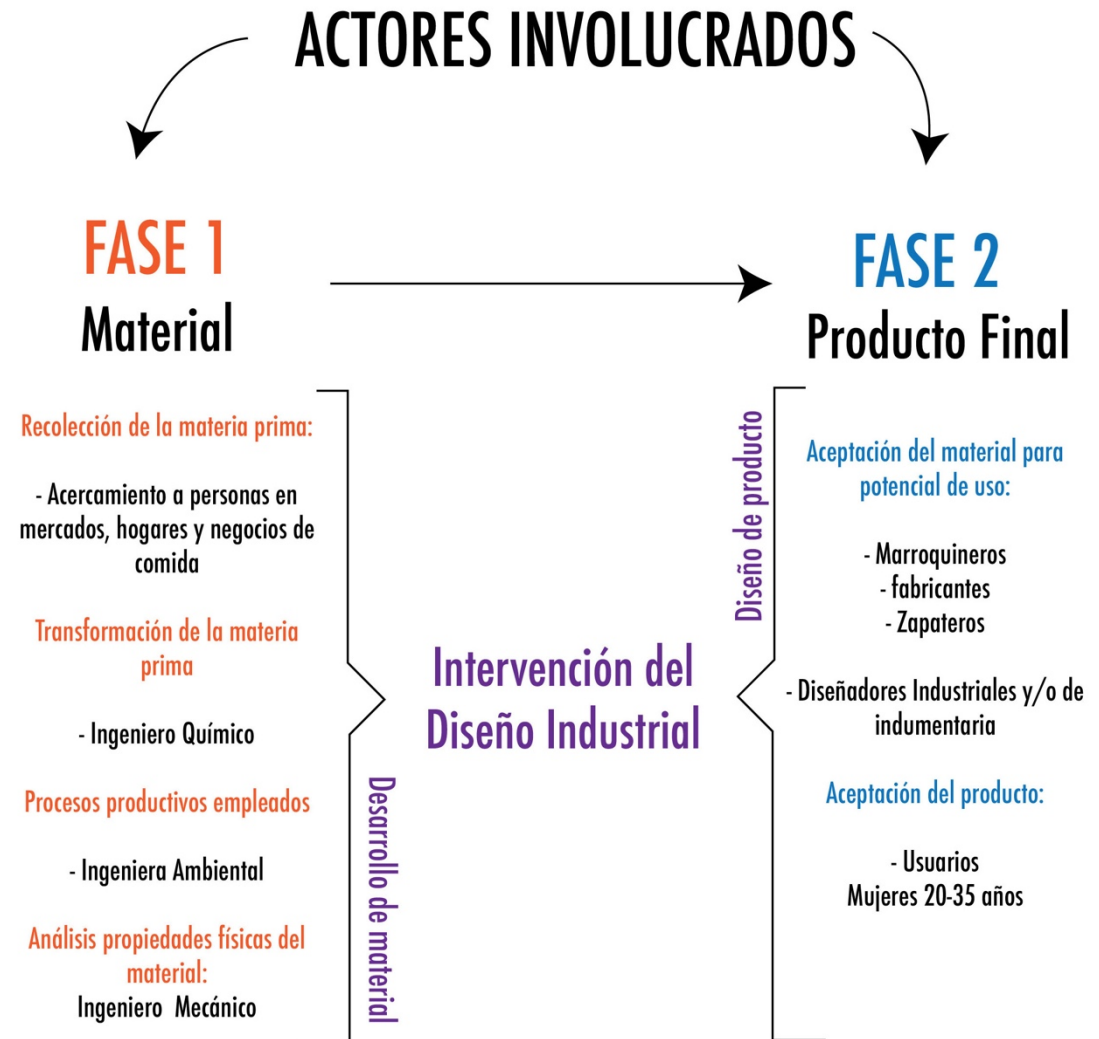 ACTORES INVOLUCRADOS
FASE 1
Material
Recolección de la materia prima:
- Acercamiento a personas en
mercados, hogares y negocios de
comida
Transformación de la materia
prima
- Ingeniero Químico
Procesos productivos empleados
- Ingeniera Ambiental
Análisis propiedades físicas del
material:
Ingeniero Mecánico
Desarrollo de material
Intervención del
Diseño Industrial
Diseño de producto
FASE 2
Producto Final
Aceptación del material para
potencial de uso:
- Marroquineros
- fabricantes
- Zapateros
- Diseñadores Industriales y/o de
indumentaria
Aceptación del producto:
- Usuarios
Mujeres 20-35 años